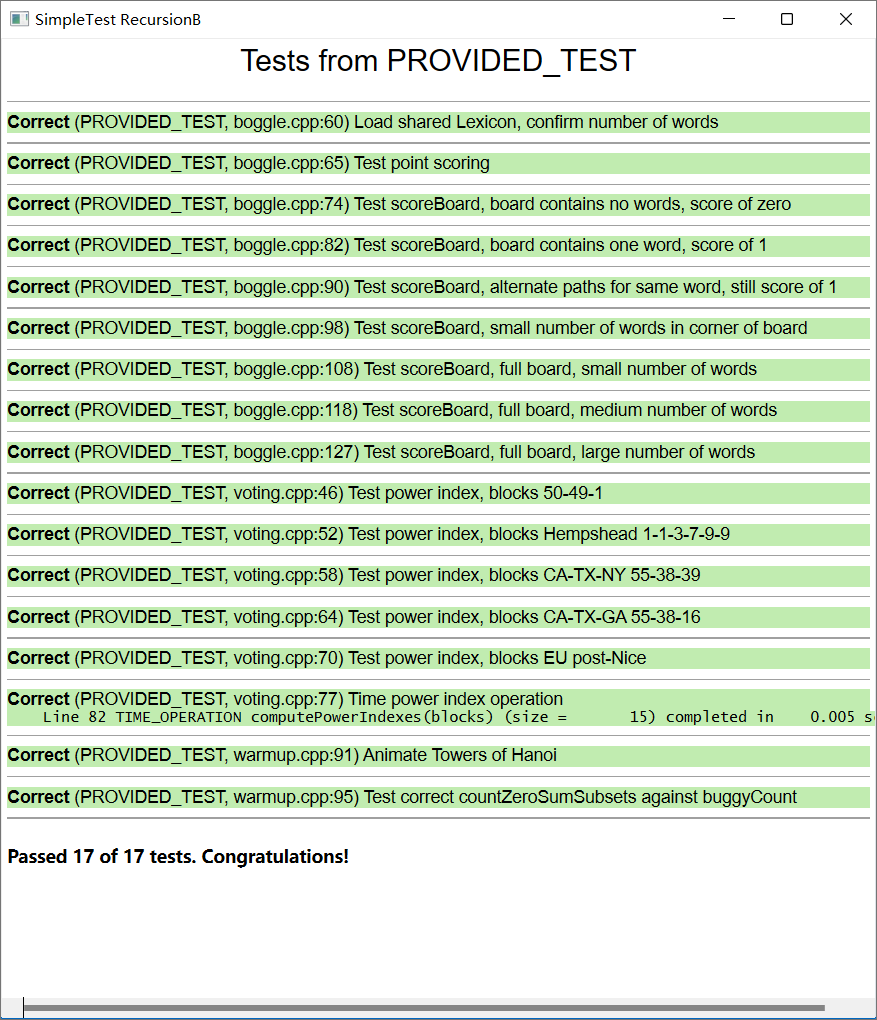 SimpleTest RecursionB
Tests from PROVIDED_TEST
Correct (PROVIDED_TEST, boggle.cpp:60) Load shared Lexicon, confirm number of words
Correct (PROVIDED_TEST, boggle.cpp:65) Test point scoring
Correct (PROVIDED_TEST, boggle.cpp:74) Test scoreBoard, board contains no words, score of zero
Correct (PROVIDED_TEST, boggle.cpp:82) Test scoreBoard, board contains one word, score of 1
Correct (PROVIDED_TEST, boggle.cpp:90) Test scoreBoard, alternate paths for same word, still score of 1
Correct (PROVIDED_TEST, boggle.cpp:98) Test scoreBoard, small number of words in corner of board
Correct (PROVIDED_TEST, boggle.cpp:108) Test scoreBoard, full board, small number of words
Correct (PROVIDED_TEST, boggle.cpp:118) Test scoreBoard, full board, medium number of words
Correct (PROVIDED_TEST, boggle.cpp:127) Test scoreBoard, full board, large number of words
Correct (PROVIDED_TEST, voting.cpp:46) Test power index, blocks 50-49-1
Correct (PROVIDED_TEST, voting.cpp:52) Test power index, blocks Hempshead 1-1-3-7-9-9
Correct (PROVIDED_TEST, voting.cpp:58) Test power index, blocks CA-TX-NY 55-38-39
Correct (PROVIDED_TEST, voting.cpp:64) Test power index, blocks CA-TX-GA 55-38-16
Correct (PROVIDED_TEST, voting.cpp:70) Test power index, blocks EU post-Nice
Correct (PROVIDED_TEST, voting.cpp:77) Time power index operation
Line 82 TIME_OPERATION computePowerIndexes(blocks) (size = 15) completed in 0.005
Correct (PROVIDED_TEST, warmup.cpp:91) Animate Towers of Hanoi
Correct (PROVIDED_TEST, warmup.cpp:95) Test correct countZeroSumSubsets against buggyCount
Passed 17 of 17 tests. Congratulations!